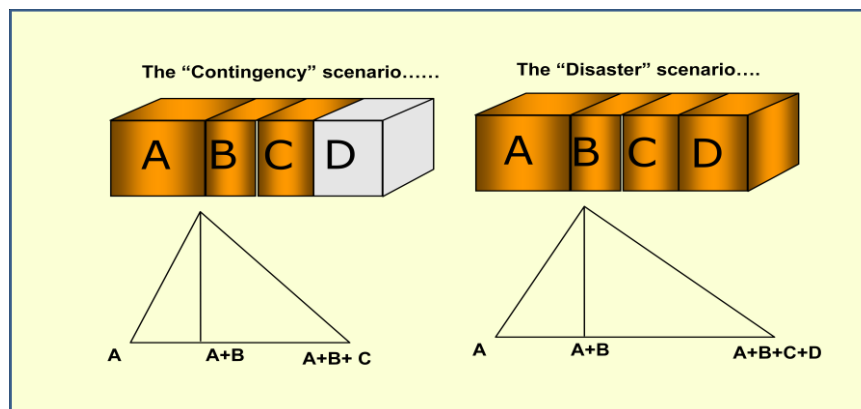 The “Contingency” scenario……
A B C D
A A+B A+B+ C
The “Disaster” scenario….
A B C D
A A+B A+B+C+D